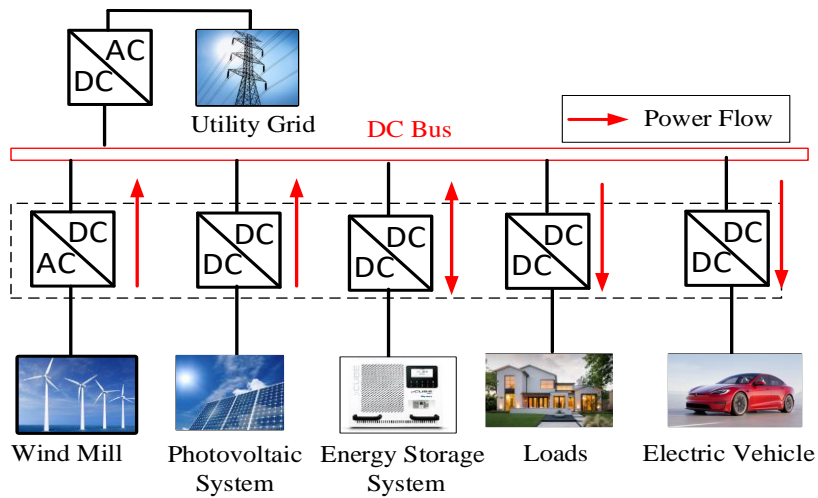 AC
DC
Utility Grid
DC Bus
Power Flow
DC
AC
DC
DC
DC
DC
DC
DC
DC
DC
Wind Mill
Photovoltaic
System
Energy Storage
System
Loads
Electric Vehicle